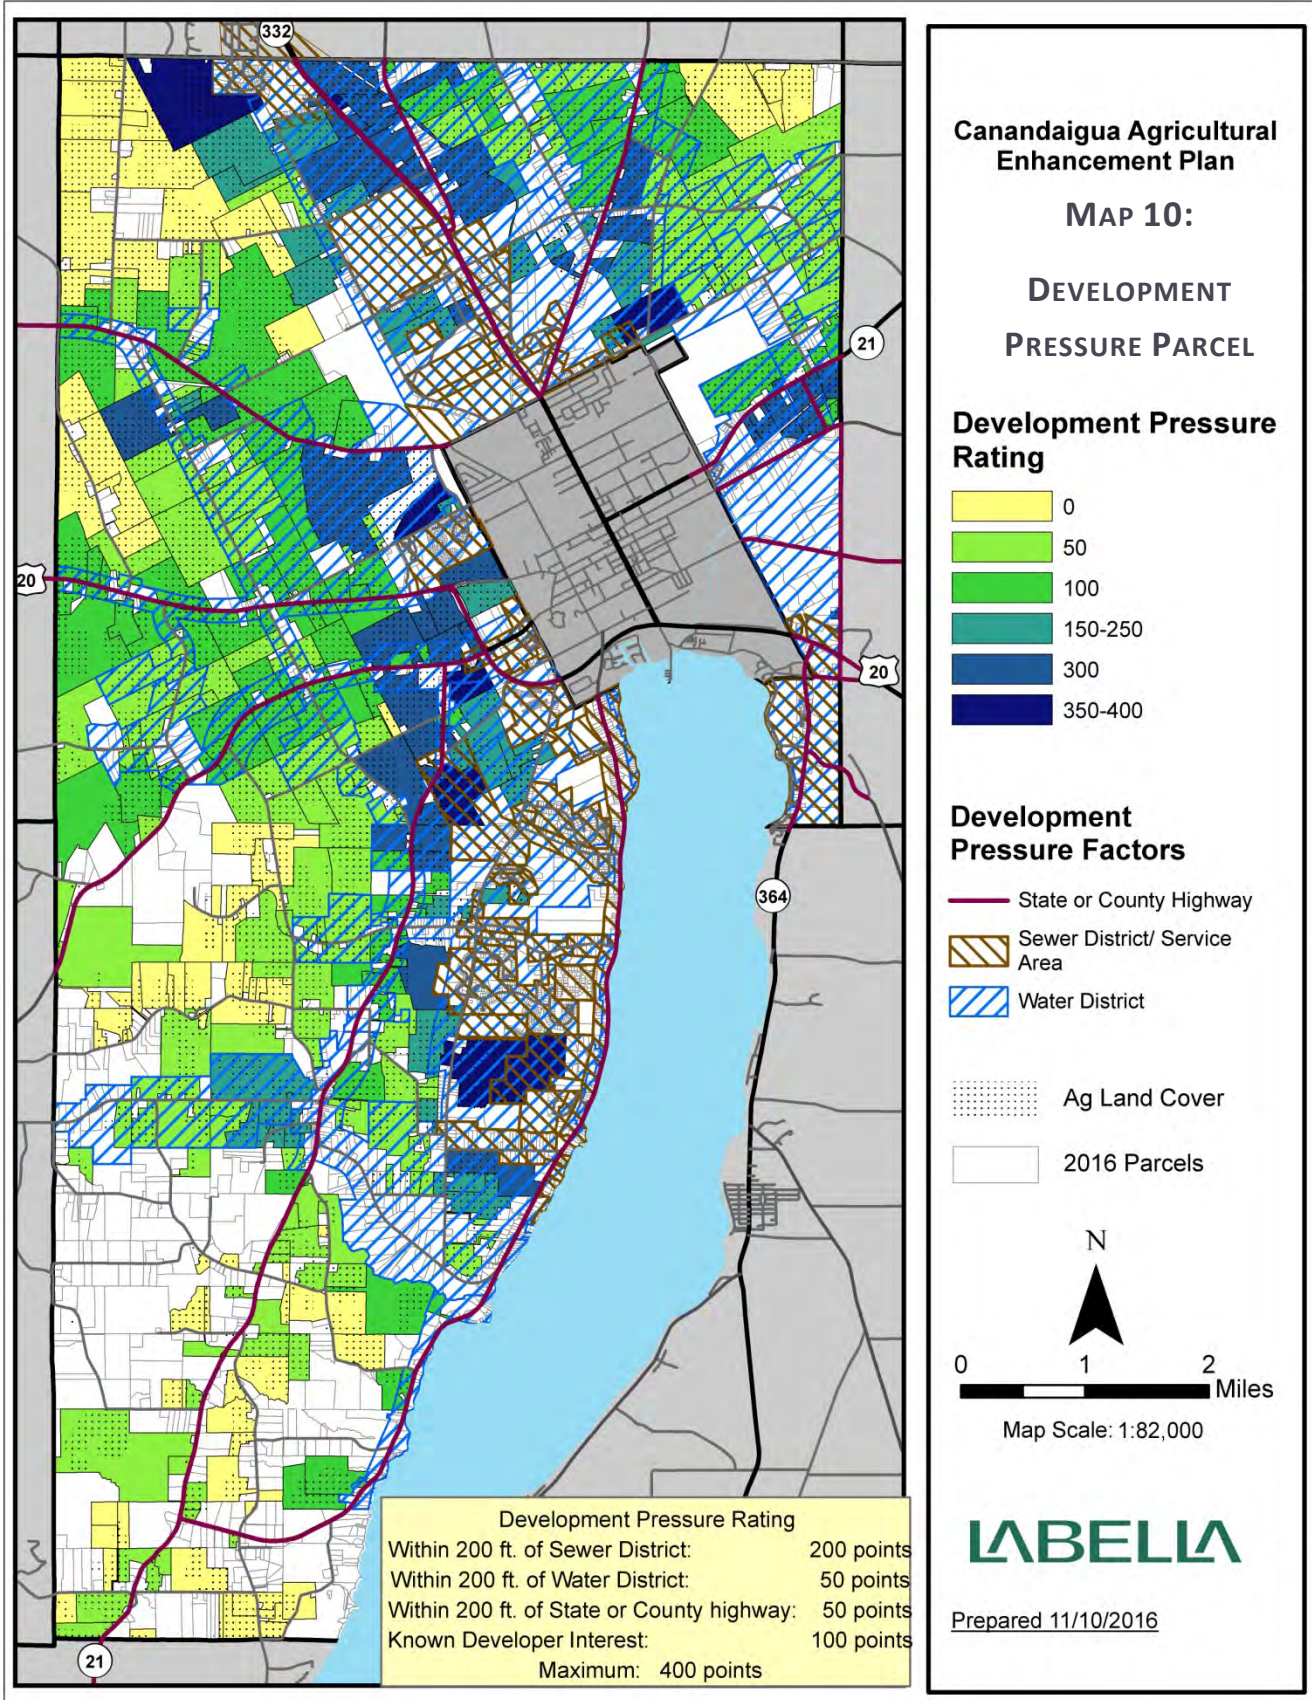 332
21
20
20
364
21
Development Pressure Rating
Within 200 ft. of Sewer District: 200 points
Within 200 ft. of Water District: 50 points
Within 200 ft. of State or County highway: 50 points
Known Developer Interest: 100 points
Maximum: 400 points
Canandaigua Agricultural
Enhancement Plan
MAP 10:
DEVELOPMENT
PRESSURE PARCEL
Development Pressure
Rating
0
50
100
150-250
300
350-400
Development
Pressure Factors
State or County Highway
Sewer District/ Service
Area
Water District
Ag Land Cover
2016 Parcels
N
0 1 2
Miles
Map Scale: 1:82,000
LABELLA
Prepared 11/10/2016